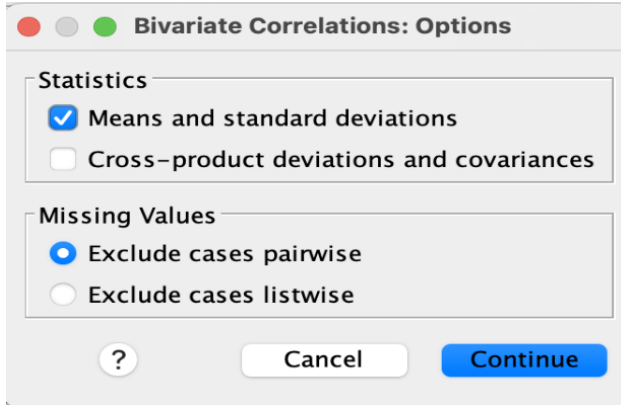 Bivariate Correlations: Options
Statistics
Means and standard deviations
Cross-product deviations and covariances
Missing Values
Exclude cases pairwise
Exclude cases listwise
? Cancel Continue